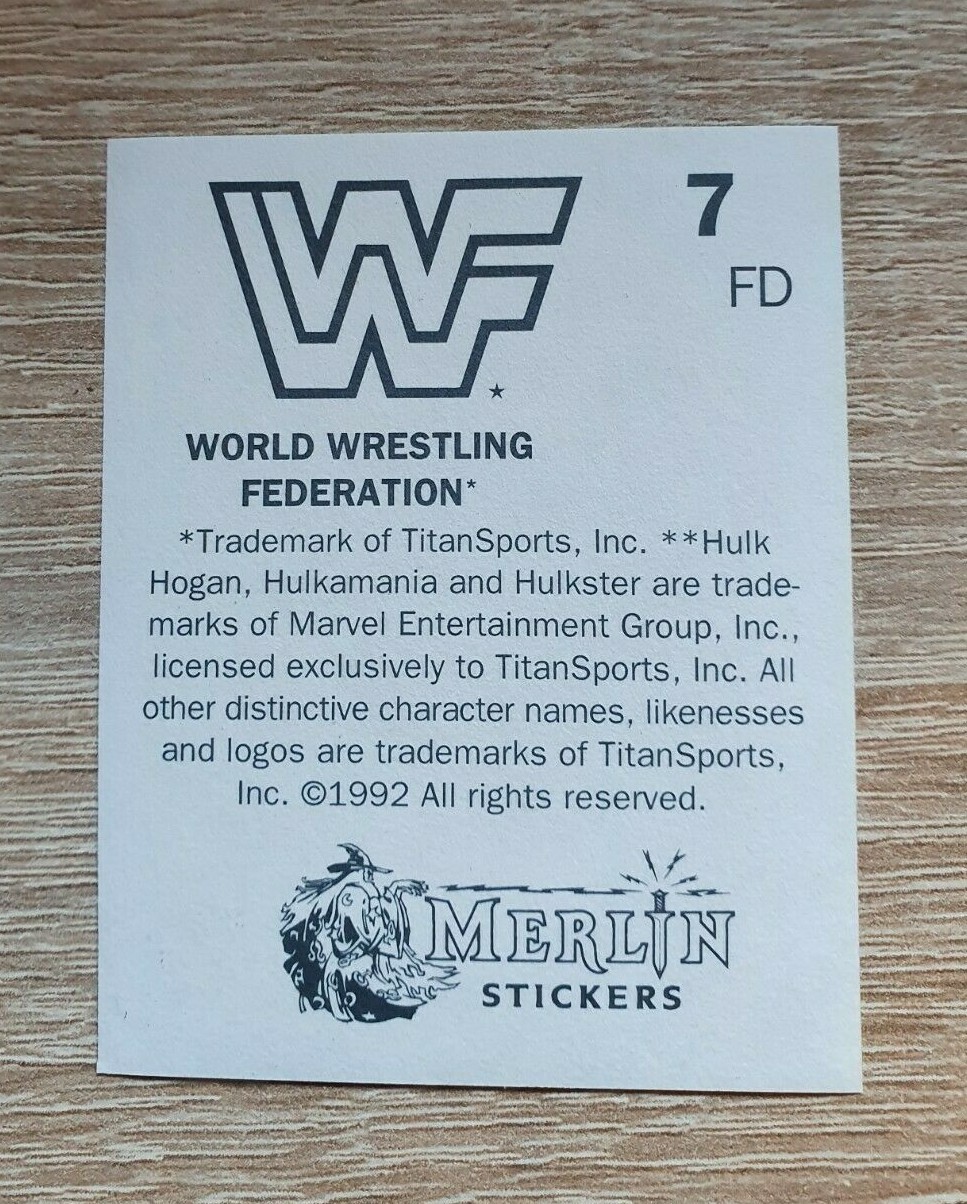 WF
7
FD
WORLD WRESTLING
FEDERATION*
*Trademark of TitanSports, Inc. **Hulk
Hogan, Hulkamania and Hulkster are trade-
marks of Marvel Entertainment Group, Inc.,
licensed exclusively to TitanSports, Inc. All
other distinctive character names, likenesses
and logos are trademarks of TitanSports,
Inc. ©1992 All rights reserved.
MERLIN
STICKERS